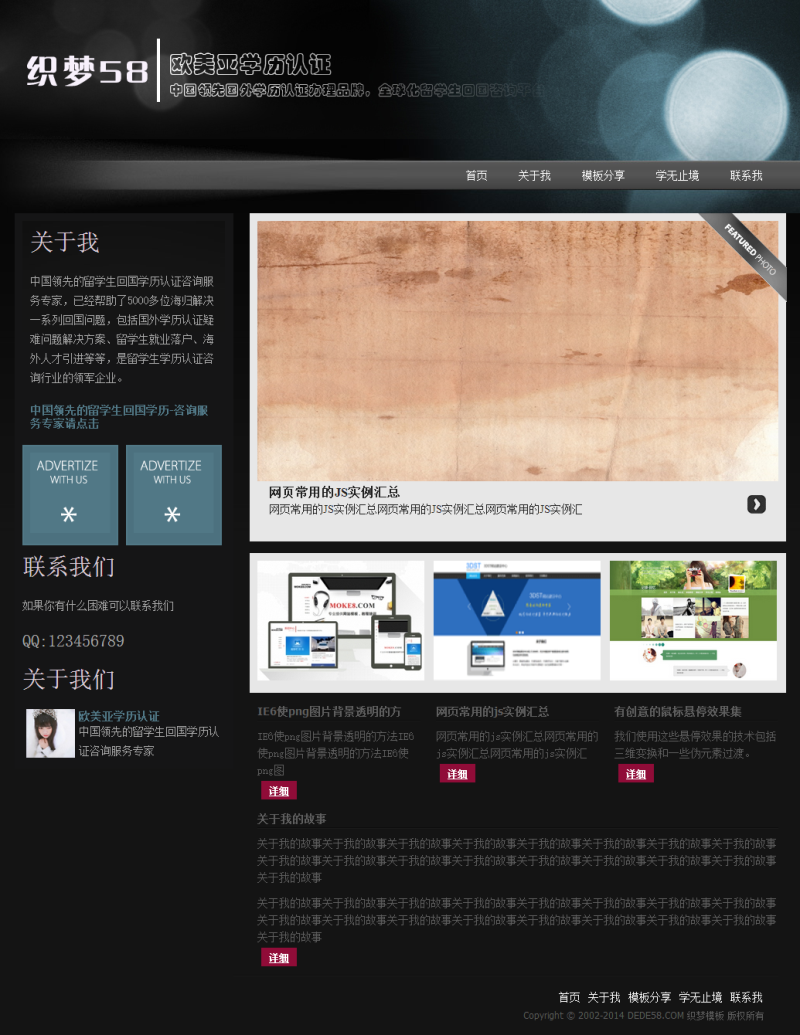 织梦58
欧美亚学历认证
中国领先国外学历认证办理品牌，全球化留学生回国咨询平
首页 关于我 模板分享 学无止境 联系我
关于我
中国领先的留学生回国学历认证咨询服
务专家，已经帮助了5000多位海归解决
一系列回国问题，包括国外学历认证疑
难问题解决方案、留学生就业落户、海
外人才引进等等，是留学生学历认证咨
询行业的领军企业。
中国领先的留学生回国学历-咨询服
务专家请点击
ADVERTIZE
WITH US
*
ADVERTIZE
WITH US
*
联系我们
如果你有什么困难可以联系我们
QQ:123456789
关于我们
欧美亚学历认证
中国领先的留学生回国学历认
证咨询服务专家
FEATURED PHOTO
网页常用的JS实例汇总
网页常用的JS实例汇总网页常用的JS实例汇总网页常用的JS实例汇
MOKE8.COM
3DST
3DST
IE6使png图片背景透明的方
IE6使png图片背景透明的方法IE6
使png图片背景透明的方法IE6使
png图
详细
网页常用的js实例汇总
网页常用的js实例汇总网页常用的
js实例汇总网页常用的js实例汇
详细
有创意的鼠标悬停效果集
我们使用这些悬停效果的技术包括
三维变换和一些伪元素过渡。
详细
关于我的故事
关于我的故事关于我的故事关于我的故事关于我的故事关于我的故事关于我的故事关于我的故事关于我的故事
关于我的故事关于我的故事关于我的故事关于我的故事关于我的故事关于我的故事关于我的故事关于我的故事
关于我的故事
关于我的故事关于我的故事关于我的故事关于我的故事关于我的故事关于我的故事关于我的故事关于我的故事
关于我的故事关于我的故事关于我的故事关于我的故事关于我的故事关于我的故事关于我的故事关于我的故事
关于我的故事
详细
首页 关于我 模板分享 学无止境 联系我
Copyright © 2002-2014 DEDE58.COM 织梦模板 版权所有